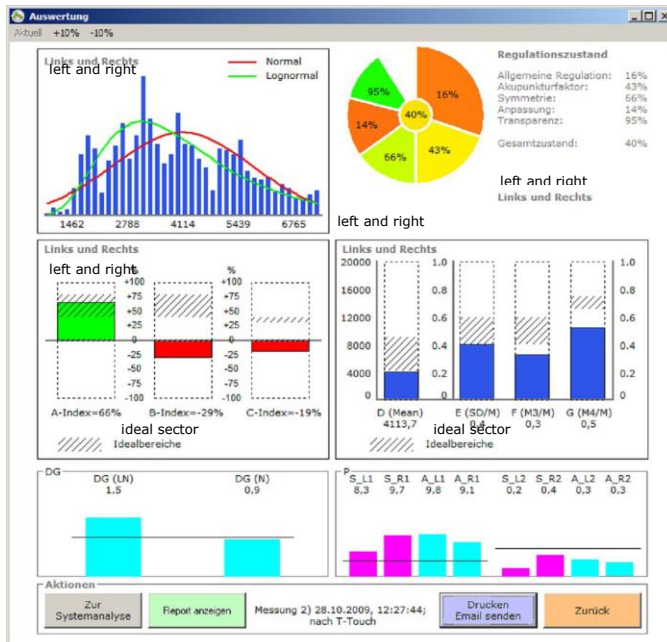 Auswertung
Aktuell +10% -10%
Links und Rechts
left and right
Normal
Lognormal
1462 2788 4114 5439 6765
95%
16%
40%
14%
66%
43%
Regulationszustand
Allgemeine Regulation: 16%
Akupunkturfaktor: 43%
Symmetrie: 66%
Anpassung: 14%
Transparenz: 95%
Gesamtzustand: 40%
left and right
Links und Rechts
left and right
Links und Rechts
left and right
% %
+100 +100
+75 +75
+50 +50
+25 +25
0 0
-25 -25
-50 -50
-75 -75
-100 -100
A-Index=66% B-Index=-29% C-Index=-19%
ideal sector
Idealbereiche
Links und Rechts
20000 1.0 1.0
16000 0.8 0.8
12000 0.6 0.6
8000 0.4 0.4
4000 0.2 0.2
0 0 0
D (Mean) E (SD/M) F (M3/M) G (M4/M)
4113,7 0,4 0,3 0,5
ideal sector
Idealbereiche
DG
DG (LN) DG (N)
1,5 0,9
P
S_L1 S_R1 A_L1 A_R1 S_L2 S_R2 A_L2 A_R2
8,3 9,7 9,8 9,1 0,2 0,4 0,3 0,3
Aktionen
Zur
Systemanalyse
Report anzeigen
Messung 2) 28.10.2009, 12:27:44;
nach T-Touch
Drucken
Email senden
Zurück